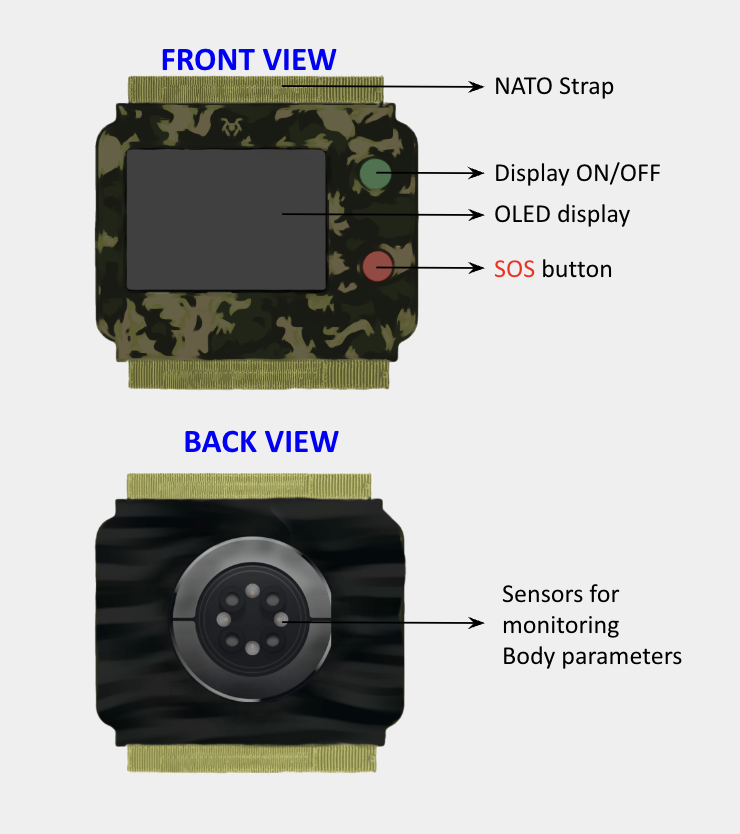 FRONT VIEW
NATO Strap
Display ON/OFF
OLED display
SOS button
BACK VIEW
Sensors for
monitoring
Body parameters